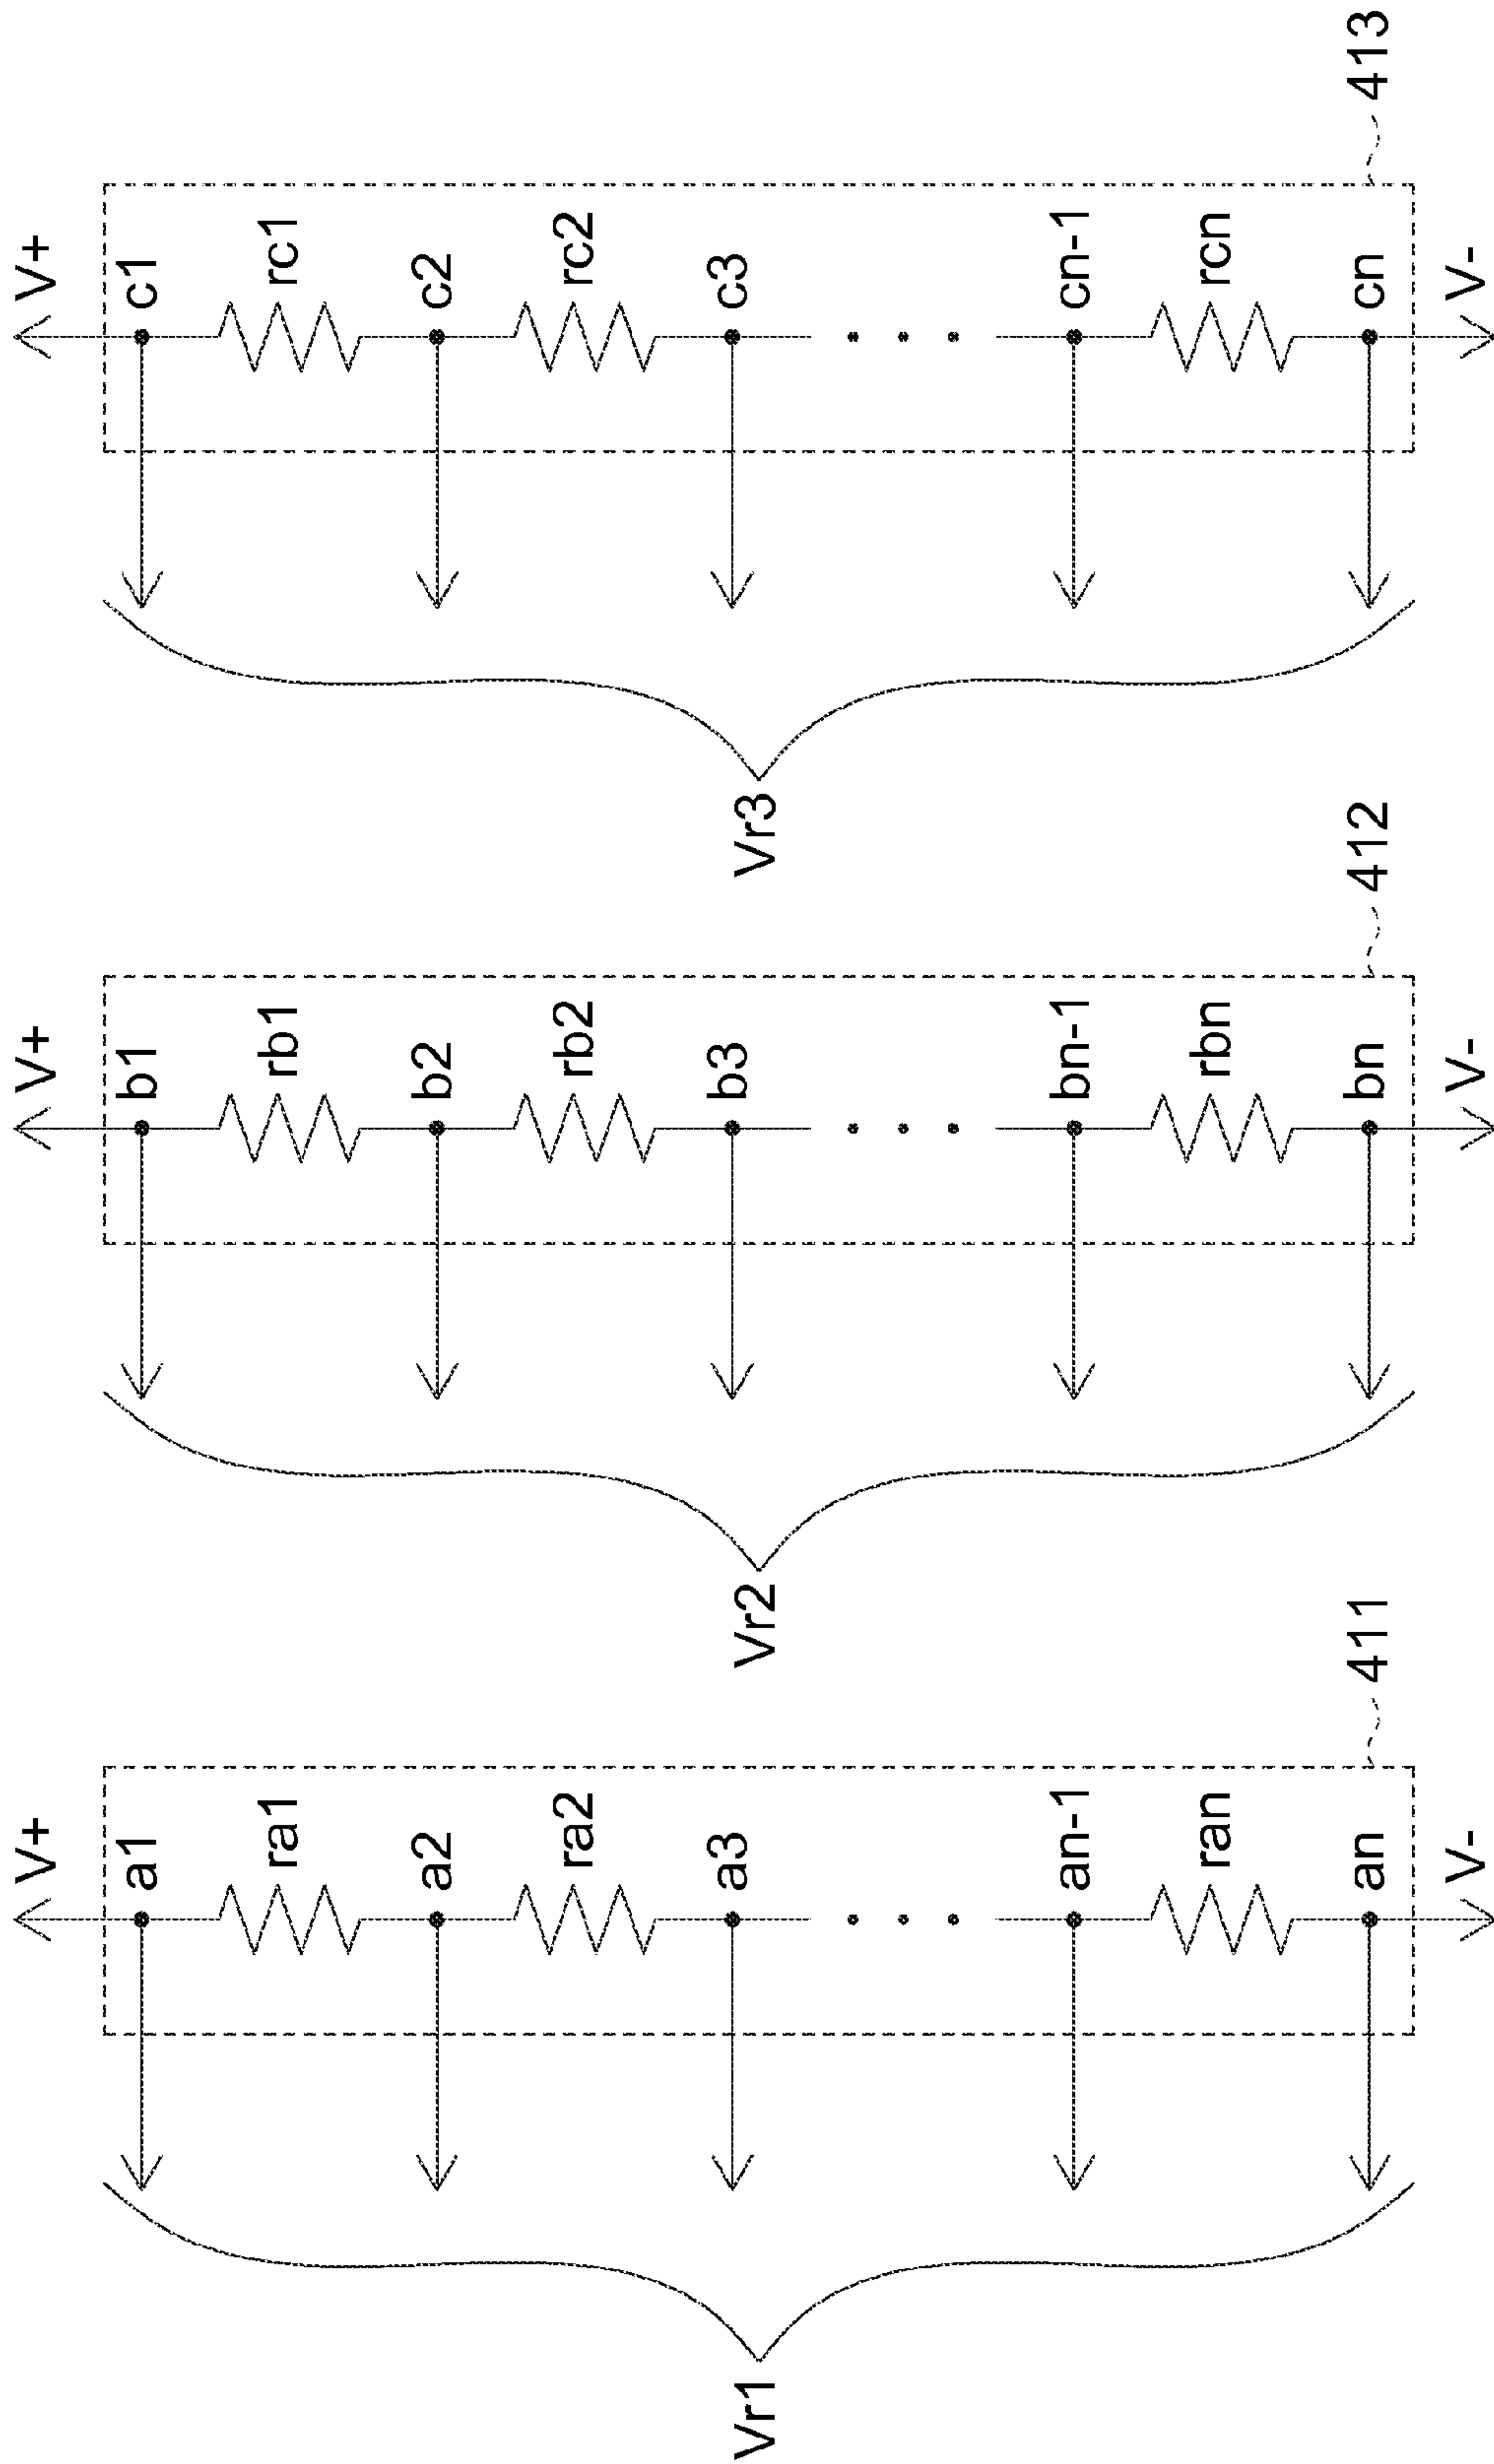 V+
c1
rc1
c2
rc2
c3
cn-1
rcn
cn
V-
413
Vr3
V+
b1
rb1
b2
rb2
b3
bn-1
rbn
bn
V-
412
Vr2
V+
a1
ra1
a2
ra2
a3
an-1
ran
an
V-
411
Vr1